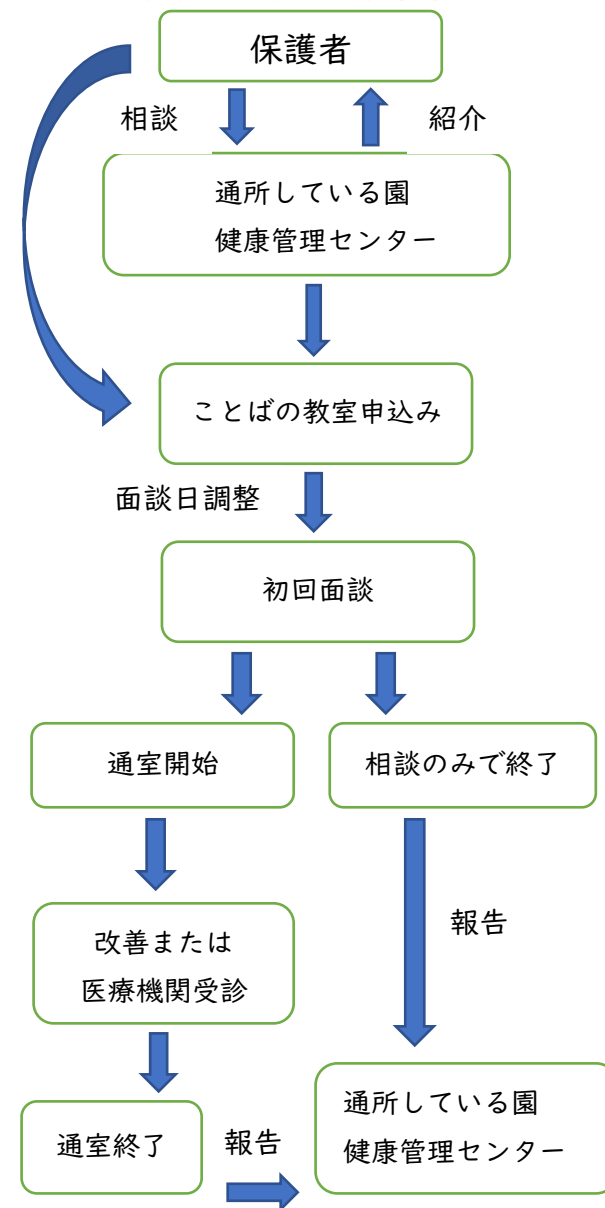 保護者
相談
紹介
通所している園
健康管理センター
ことばの教室申込み
面談日調整
初回面談
通室開始
相談のみで終了
改善または
医療機関受診
報告
通室終了
報告
通所している園
健康管理センター